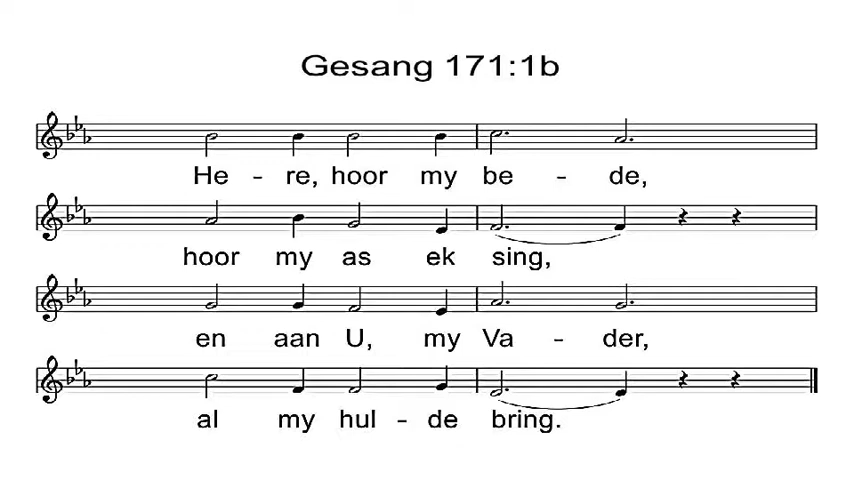 Gesang 171:1b
He - re, hoor my be - de,
hoor my as ek sing,
en aan U, my Va - der,
al my hul - de bring.